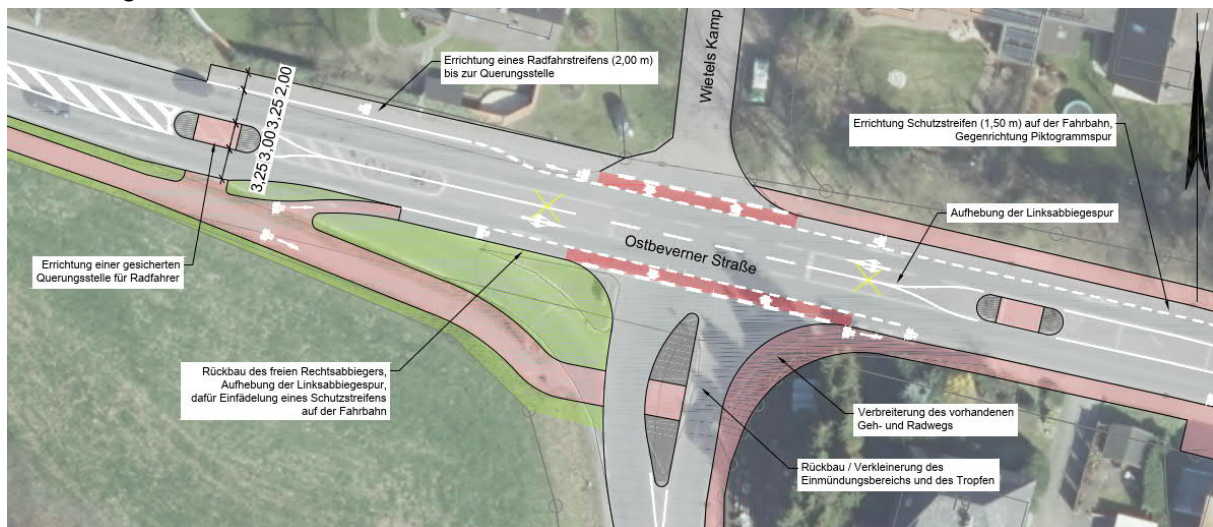 Wietels Kamp
Errichtung eines Radfahrstreifens (2,00 m)
bis zur Querungsstelle
Errichtung Schutzstreifen (1,50 m) auf der Fahrbahn,
Gegenrichtung Piktogrammspur
3,25 3,00 3,25 2,00
Aufhebung der Linksabbiegespur
Ostbeverner Straße
Errichtung einer gesicherten
Querungsstelle für Radfahrer
Rückbau des freien Rechtsabbiegers,
Aufhebung der Linksabbiegespur,
dafür Einfädelung eines Schutzstreifens
auf der Fahrbahn
Verbreiterung des vorhandenen
Geh- und Radwegs
Rückbau / Verkleinerung des
Einmündungsbereichs und des Tropfen